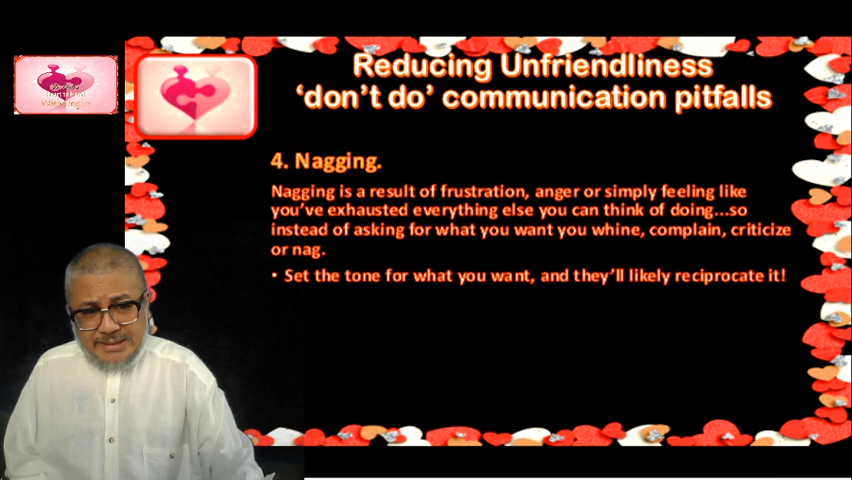 Reducing Unfriendliness
‘don’t do’ communication pitfalls
4. Nagging.
Nagging is a result of frustration, anger or simply feeling like
you’ve exhausted everything else you can think of doing...so
instead of asking for what you want you whine, complain, criticize
or nag.
• Set the tone for what you want, and they’ll likely reciprocate it!